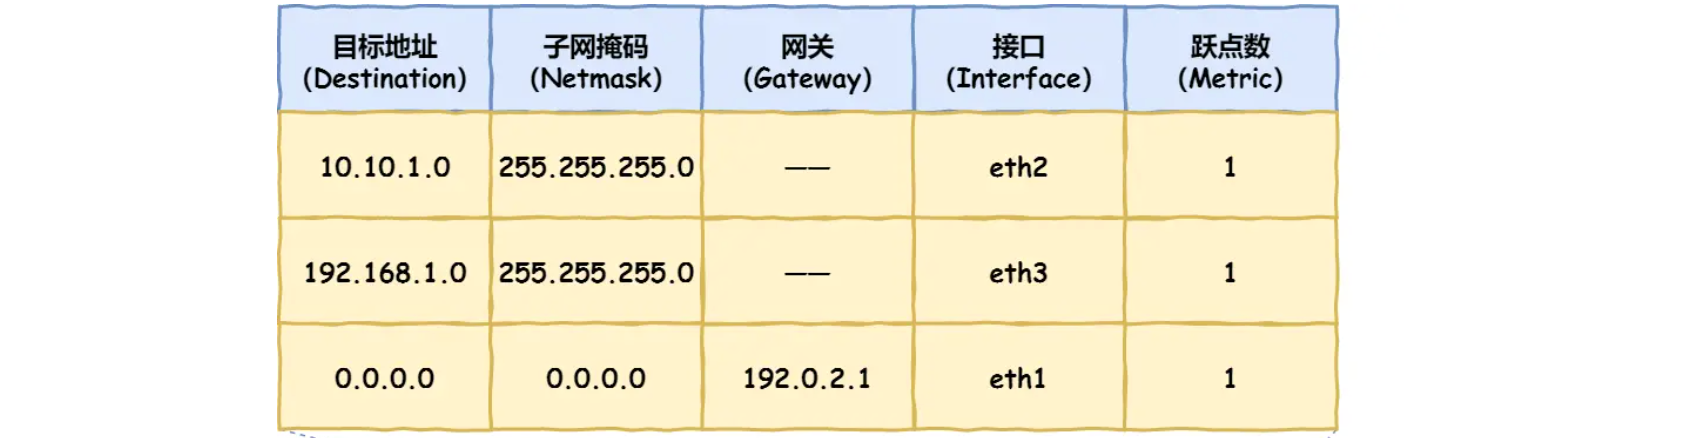 目标地址 子网掩码 网关 接口 跃点数
(Destination) (Netmask) (Gateway) (Interface) (Metric)
10.10.1.0 255.255.255.0 —— eth2 1
192.168.1.0 255.255.255.0 —— eth3 1
0.0.0.0 0.0.0.0 192.0.2.1 eth1 1